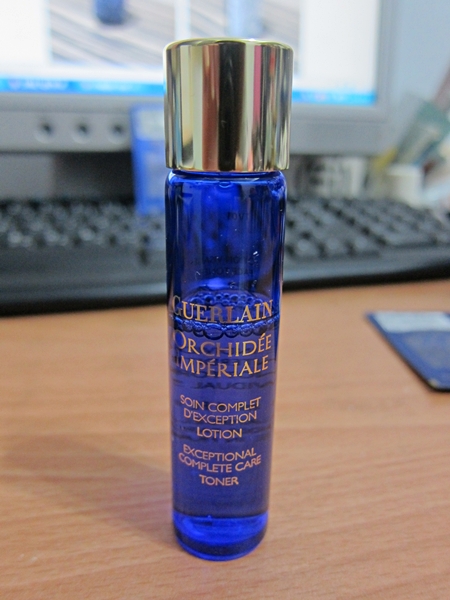 GUERLAIN
ORCHIDÉE
IMPÉRIALE
SOIN COMPLET
D'EXCEPTION
LOTION
EXCEPTIONAL
COMPLETE CARE
TONER